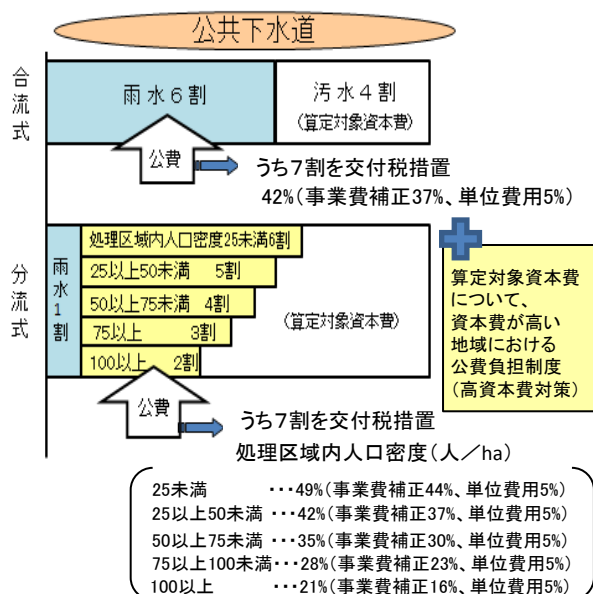 公共下水道
合流式
雨水6割
汚水4割
(算定対象資本費)
公費
うち7割を交付税措置
42%(事業費補正37%、単位費用5%)
分流式
雨水1割
処理区域内人口密度25未満6割
25以上50未満 5割
50以上75未満 4割
75以上 3割
100以上 2割
(算定対象資本費)
算定対象資本費
について、
資本費が高い
地域における
公費負担制度
(高資本費対策)
公費
うち7割を交付税措置
処理区域内人口密度(人/ha)
25未満 ・・・49%(事業費補正44%、単位費用5%)
25以上50未満 ・・・42%(事業費補正37%、単位費用5%)
50以上75未満 ・・・35%(事業費補正30%、単位費用5%)
75以上100未満・・・28%(事業費補正23%、単位費用5%)
100以上 ・・・21%(事業費補正16%、単位費用5%)